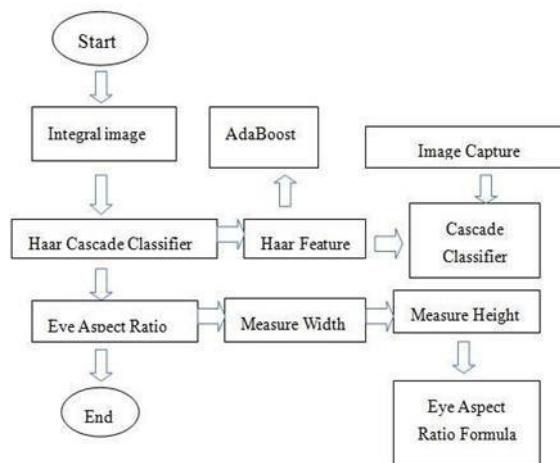 Start
Integral image
AdaBoost
Image Capture
Haar Cascade Classifier
Haar Feature
Cascade
Classifier
Eye Aspect Ratio
Measure Width
Measure Height
End
Eye Aspect
Ratio Formula